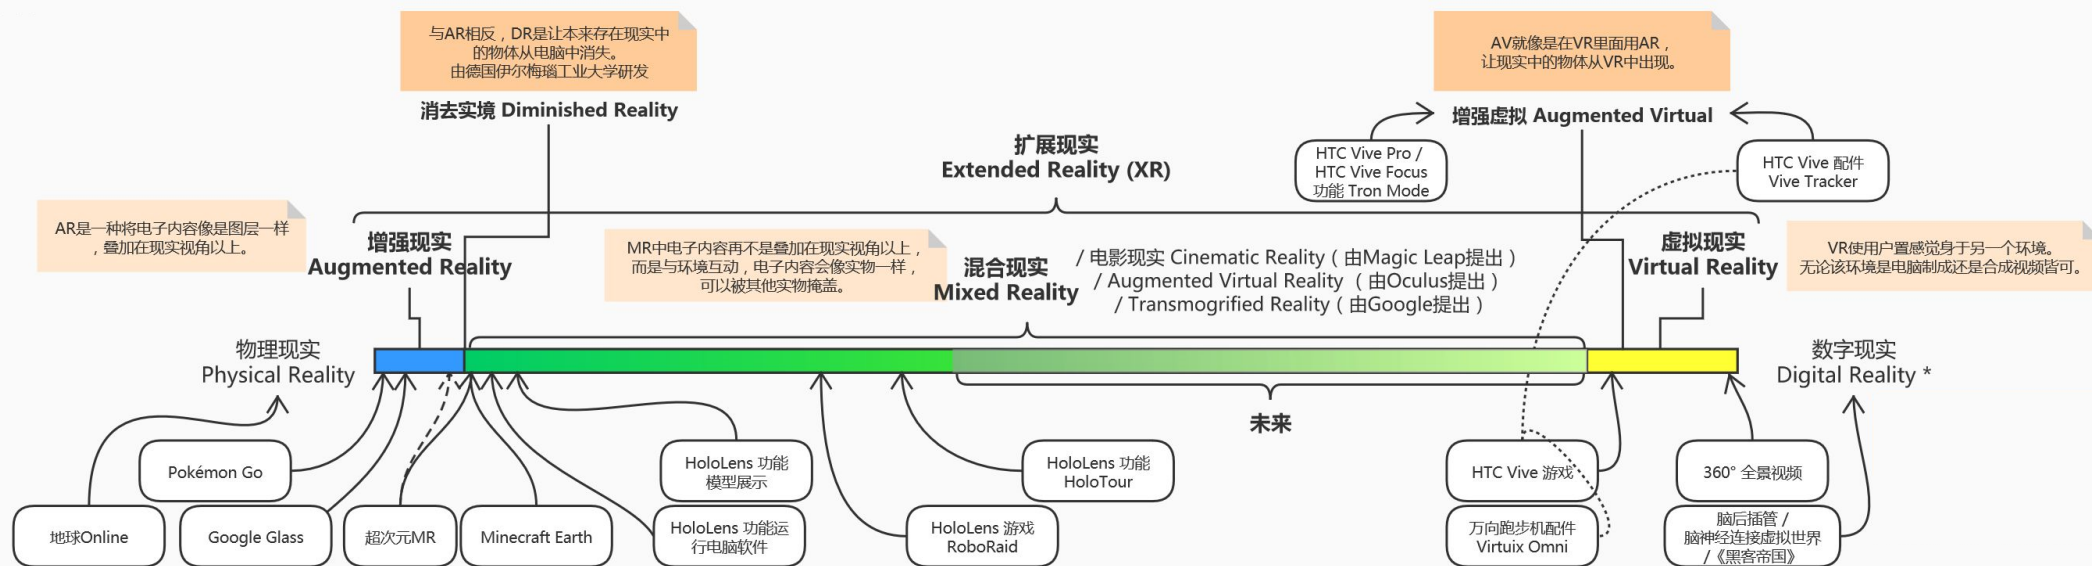 与AR相反，DR是让本来存在现实中
的物体从电脑中消失。
由德国伊尔梅瑙工业大学研发
消去实境 Diminished Reality
AV就像是在VR里面用AR，
让现实中的物体从VR中出现。
增强虚拟 Augmented Virtual
HTC Vive Pro /
HTC Vive Focus
功能 Tron Mode
HTC Vive 配件
Vive Tracker
扩展现实
Extended Reality (XR)
AR是一种将电子内容像是图层一样
，叠加在现实视角以上。
增强现实
Augmented Reality
MR中电子内容再不是叠加在现实视角以上，
而是与环境互动，电子内容会像实物一样，
可以被其他实物掩盖。
混合现实
Mixed Reality
/ 电影现实 Cinematic Reality（由Magic Leap提出）
/ Augmented Virtual Reality （由Oculus提出）
/ Transmogrified Reality（由Google提出）
虚拟现实
Virtual Reality
VR使用户置感觉身于另一个环境。
无论该环境是电脑制成还是合成视频皆可。
物理现实
Physical Reality
数字现实
Digital Reality *
未来
Pokémon Go
HoloLens 功能
模型展示
HoloLens 功能
HoloTour
HTC Vive 游戏
360° 全景视频
地球Online
Google Glass
超次元MR
Minecraft Earth
HoloLens 功能运
行电脑软件
HoloLens 游戏
RoboRaid
万向跑步机配件
Virtuix Omni
脑后插管 /
脑神经连接虚拟世界
/《黑客帝国》